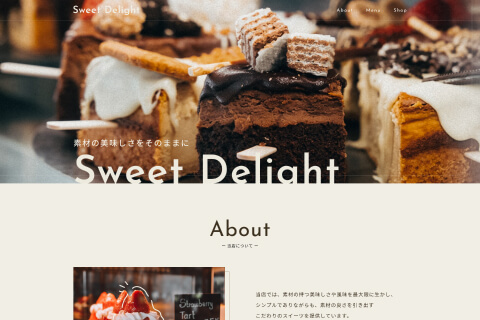 Sweet Delight
About Menu Shop
素材の美味しさをそのままに
Sweet Delight
About
ー 当店について ー
Strawberry
Tart
当店では、素材の持つ美味しさや風味を最大限に生かし、
シンプルでありながらも、素材の良さを引き出す
こだわりのスイーツを提供しています。